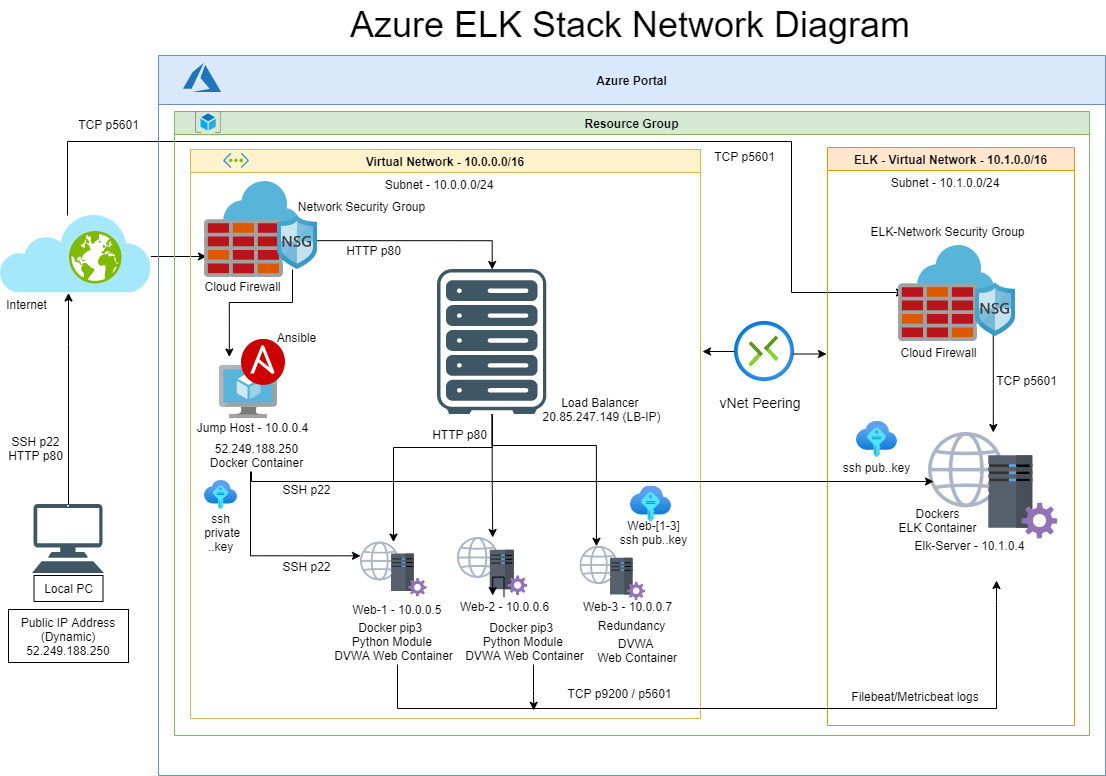 Azure ELK Stack Network Diagram
Azure Portal
TCP p5601
Resource Group
Virtual Network - 10.0.0.0/16
TCP p5601
ELK - Virtual Network - 10.1.0.0/16
Subnet - 10.0.0.0/24
Subnet - 10.1.0.0/24
Network Security Group
NSG
HTTP p80
Cloud Firewall
ELK-Network Security Group
NSG
Cloud Firewall
Internet
Ansible
TCP p5601
vNet Peering
Load Balancer
20.85.247.149 (LB-IP)
Jump Host - 10.0.0.4
52.249.188.250
Docker Container
HTTP p80
SSH p22
HTTP p80
ssh pub..key
SSH p22
ssh
private
..key
Web-[1-3]
ssh pub..key
Dockers
ELK Container
Elk-Server - 10.1.0.4
SSH p22
Local PC
Public IP Address
(Dynamic)
52.249.188.250
Web-1 - 10.0.0.5
Docker pip3
Python Module
DVWA Web Container
Web-2 - 10.0.0.6
Docker pip3
Python Module
DVWA Web Container
Web-3 - 10.0.0.7
Redundancy
DVWA
Web Container
TCP p9200 / p5601
Filebeat/Metricbeat logs